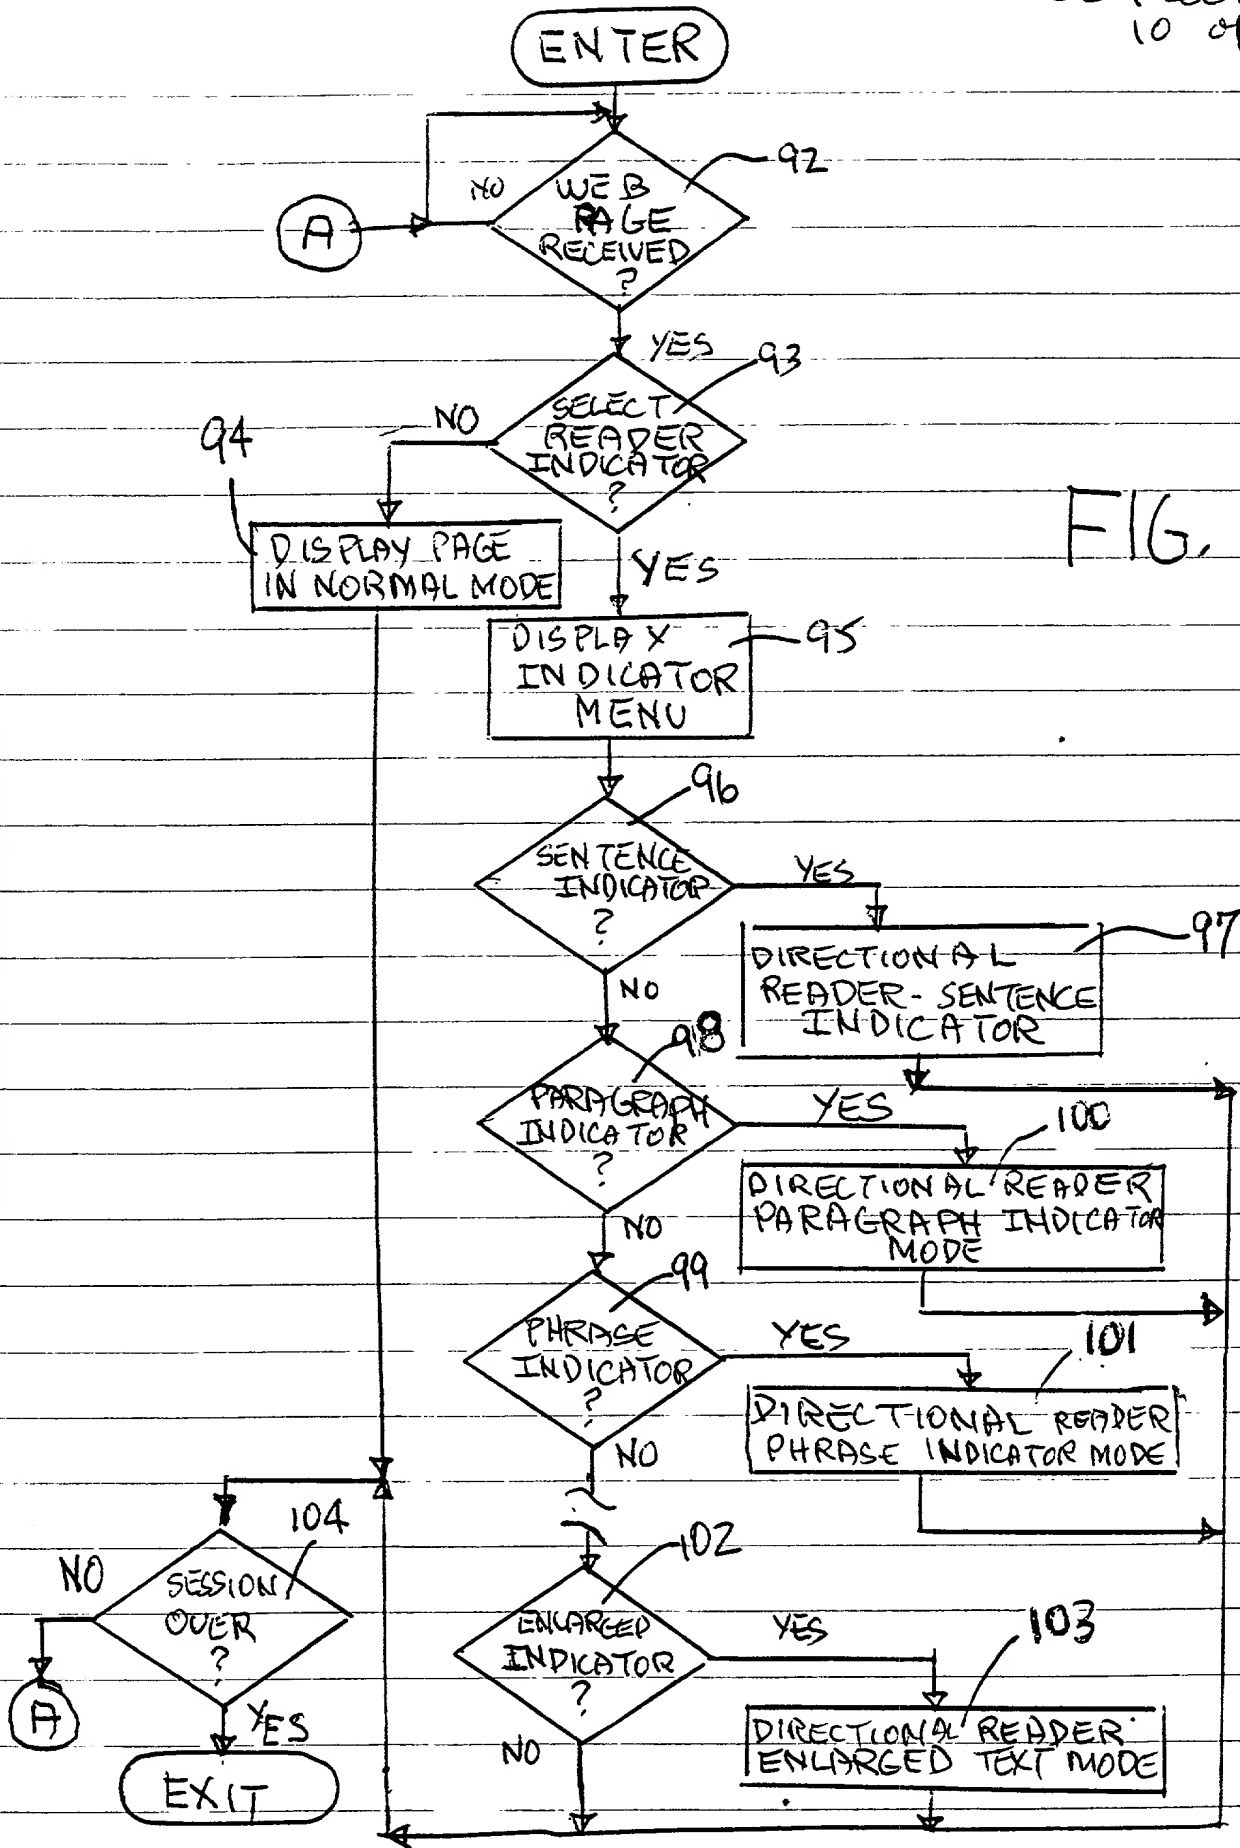 10 of
ENTER
92
NO
WEB
PAGE
RECEIVED
?
A
YES
93
SELECT
READER
INDICATOR
?
NO
94
DISPLAY PAGE
IN NORMAL MODE
FIG.
YES
DISPLAY
INDICATOR
MENU
95
96
SENTENCE
INDICATOR
?
YES
97
DIRECTIONAL
READER - SENTENCE
INDICATOR
NO
98
PARAGRAPH
INDICATOR
?
YES
100
DIRECTIONAL READER
PARAGRAPH INDICATOR
MODE
NO
99
PHRASE
INDICATOR
?
YES
101
DIRECTIONAL READER
PHRASE INDICATOR MODE
NO
104
NO
SESSION
OVER
?
A
YES
EXIT
102
ENLARGED
INDICATOR
?
YES
103
DIRECTIONAL READER
ENLARGED TEXT MODE
NO